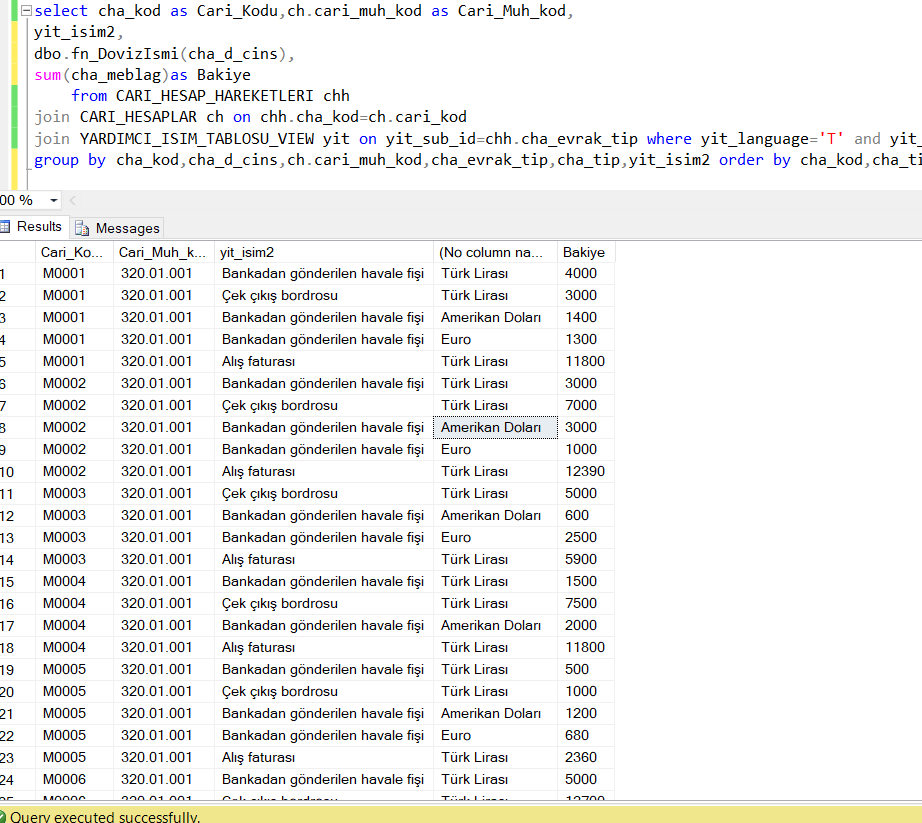 select cha_kod as Cari_Kodu,ch.cari_muh_kod as Cari_Muh_kod,
yit_isim2,
dbo.fn_DovizIsmi(cha_d_cins),
sum(cha_meblag)as Bakiye
from CARI_HESAP_HAREKETLERI chh
join CARI_HESAPLAR ch on chh.cha_kod=ch.cari_kod
join YARDIMCI_ISIM_TABLOSU_VIEW yit on yit_sub_id=chh.cha_evrak_tip where yit_language='T' and yit_
group by cha_kod,cha_d_cins,ch.cari_muh_kod,cha_evrak_tip,cha_tip,yit_isim2 order by cha_kod,cha_ti
00 %
Results Messages
Cari_Ko... Cari_Muh_k... yit_isim2 (No column na... Bakiye
1 M0001 320.01.001 Bankadan gönderilen havale fişi Türk Lirası 4000
2 M0001 320.01.001 Çek çıkış bordrosu Türk Lirası 3000
3 M0001 320.01.001 Bankadan gönderilen havale fişi Amerikan Doları 1400
4 M0001 320.01.001 Bankadan gönderilen havale fişi Euro 1300
5 M0001 320.01.001 Alış faturası Türk Lirası 11800
6 M0002 320.01.001 Bankadan gönderilen havale fişi Türk Lirası 3000
7 M0002 320.01.001 Çek çıkış bordrosu Türk Lirası 7000
8 M0002 320.01.001 Bankadan gönderilen havale fişi Amerikan Doları 3000
9 M0002 320.01.001 Bankadan gönderilen havale fişi Euro 1000
10 M0002 320.01.001 Alış faturası Türk Lirası 12390
11 M0003 320.01.001 Çek çıkış bordrosu Türk Lirası 5000
12 M0003 320.01.001 Bankadan gönderilen havale fişi Amerikan Doları 600
13 M0003 320.01.001 Bankadan gönderilen havale fişi Euro 2500
14 M0003 320.01.001 Alış faturası Türk Lirası 5900
15 M0004 320.01.001 Bankadan gönderilen havale fişi Türk Lirası 1500
16 M0004 320.01.001 Çek çıkış bordrosu Türk Lirası 7500
17 M0004 320.01.001 Bankadan gönderilen havale fişi Amerikan Doları 2000
18 M0004 320.01.001 Alış faturası Türk Lirası 11800
19 M0005 320.01.001 Bankadan gönderilen havale fişi Türk Lirası 500
20 M0005 320.01.001 Çek çıkış bordrosu Türk Lirası 1000
21 M0005 320.01.001 Bankadan gönderilen havale fişi Amerikan Doları 1200
22 M0005 320.01.001 Bankadan gönderilen havale fişi Euro 680
23 M0005 320.01.001 Alış faturası Türk Lirası 2360
24 M0006 320.01.001 Bankadan gönderilen havale fişi Türk Lirası 5000
Query executed successfully.